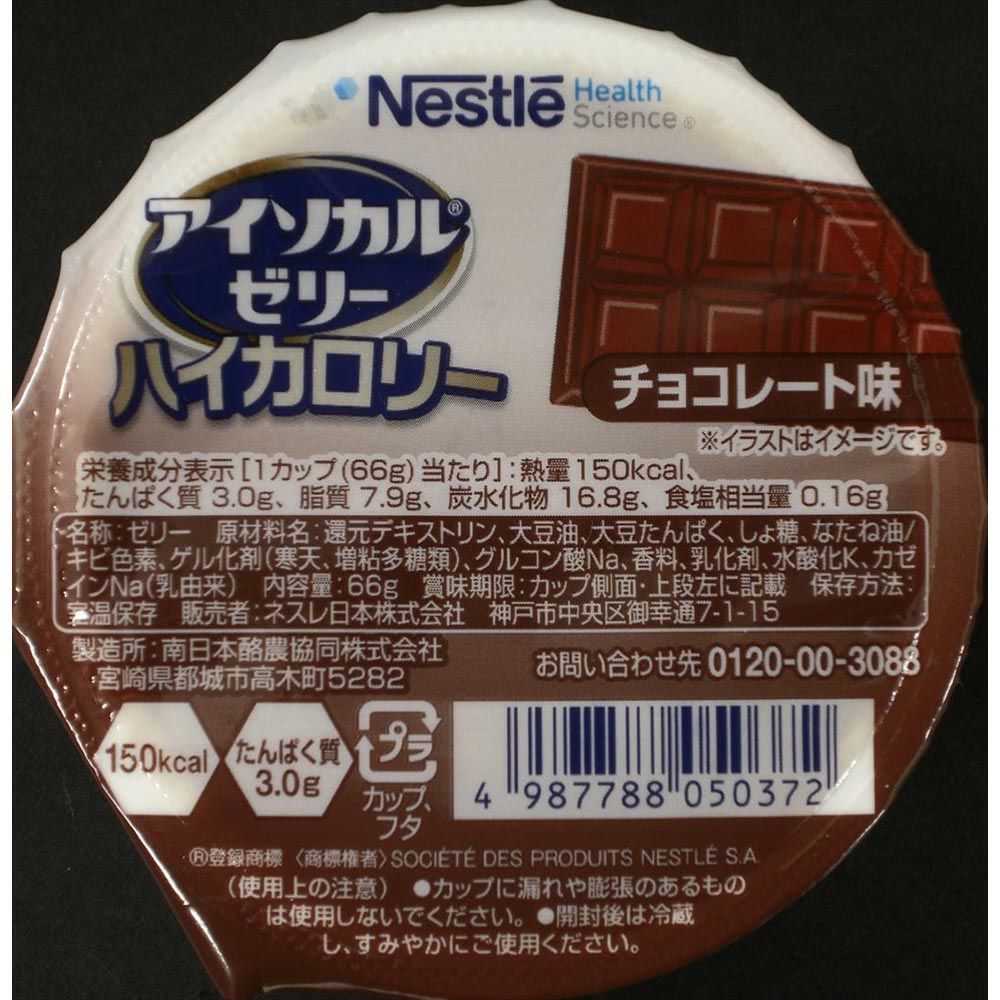 Nestlé Health Science®
アイソカル®
ゼリー
ハイカロリー
チョコレート味
※イラストはイメージです。
栄養成分表示[1カップ(66g)当たり]:熱量150kcal、
たんぱく質 3.0g、脂質 7.9g、炭水化物 16.8g、食塩相当量 0.16g
名称:ゼリー 原材料名:還元デキストリン、大豆油、大豆たんぱく、しょ糖、なたね油/
キビ色素、ゲル化剤(寒天、増粘多糖類)、グルコン酸Na、香料、乳化剤、水酸化K、カゼ
インNa(乳由来) 内容量:66g 賞味期限:カップ側面・上段左に記載 保存方法:
室温保存 販売者:ネスレ日本株式会社 神戸市中央区御幸通7-1-15
製造所:南日本酪農協同株式会社
宮崎県都城市高木町5282
お問い合わせ先 0120-00-3088
150kcal
たんぱく質
3.0g
プラ
カップ、
フタ
4 987788 050372
®登録商標 〈商標権者〉SOCIÉTÉ DES PRODUITS NESTLÉ S.A.
(使用上の注意) ●カップに漏れや膨張のあるもの
は使用しないでください。●開封後は冷蔵
し、すみやかにご使用ください。